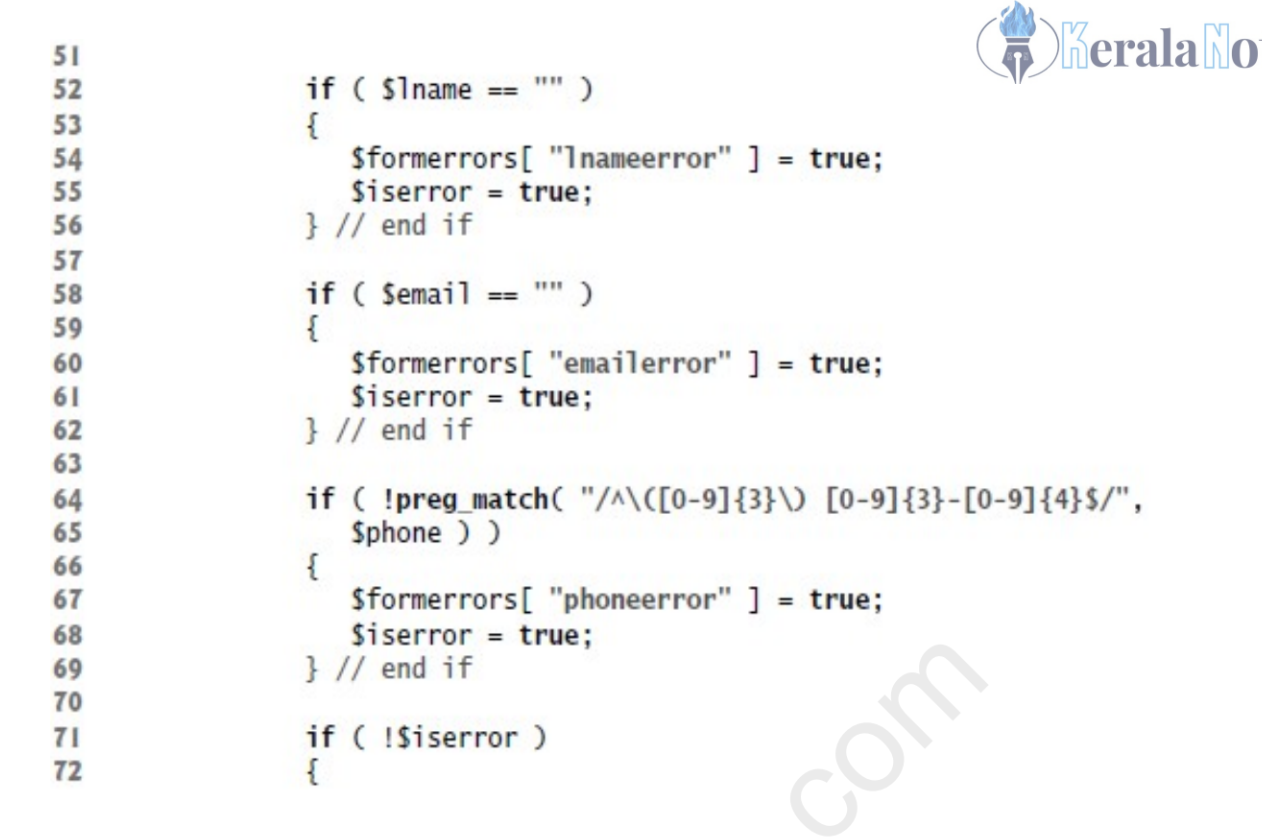 KeralaNo
51
52 if ( $lname == "" )
53 {
54 $formerrors[ "lnameerror" ] = true;
55 $iserror = true;
56 } // end if
57
58 if ( $email == "" )
59 {
60 $formerrors[ "emailerror" ] = true;
61 $iserror = true;
62 } // end if
63
64 if ( !preg_match( "/^\([0-9]{3}\) [0-9]{3}-[0-9]{4}$/",
65 $phone ) )
66 {
67 $formerrors[ "phoneerror" ] = true;
68 $iserror = true;
69 } // end if
70
71 if ( !$iserror )
72 {
com